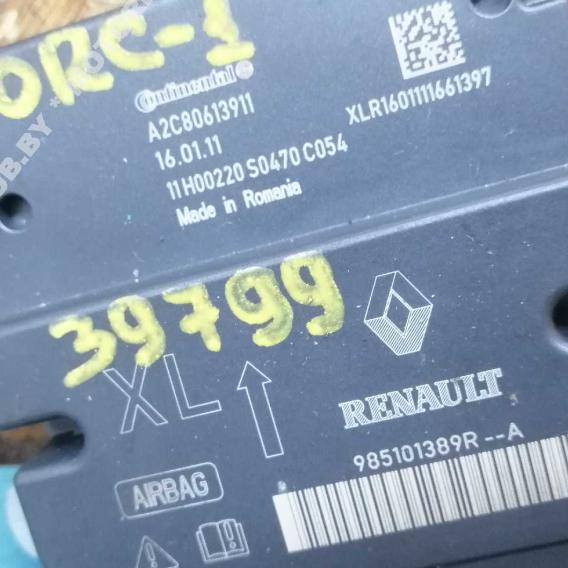 ORC-1
Continental
A2C80613911
16.01.11
11H00220 S0470 C054
Made in Romania
XLR1601111661397
39799
XL
RENAULT
985101389R --A
AIRBAG